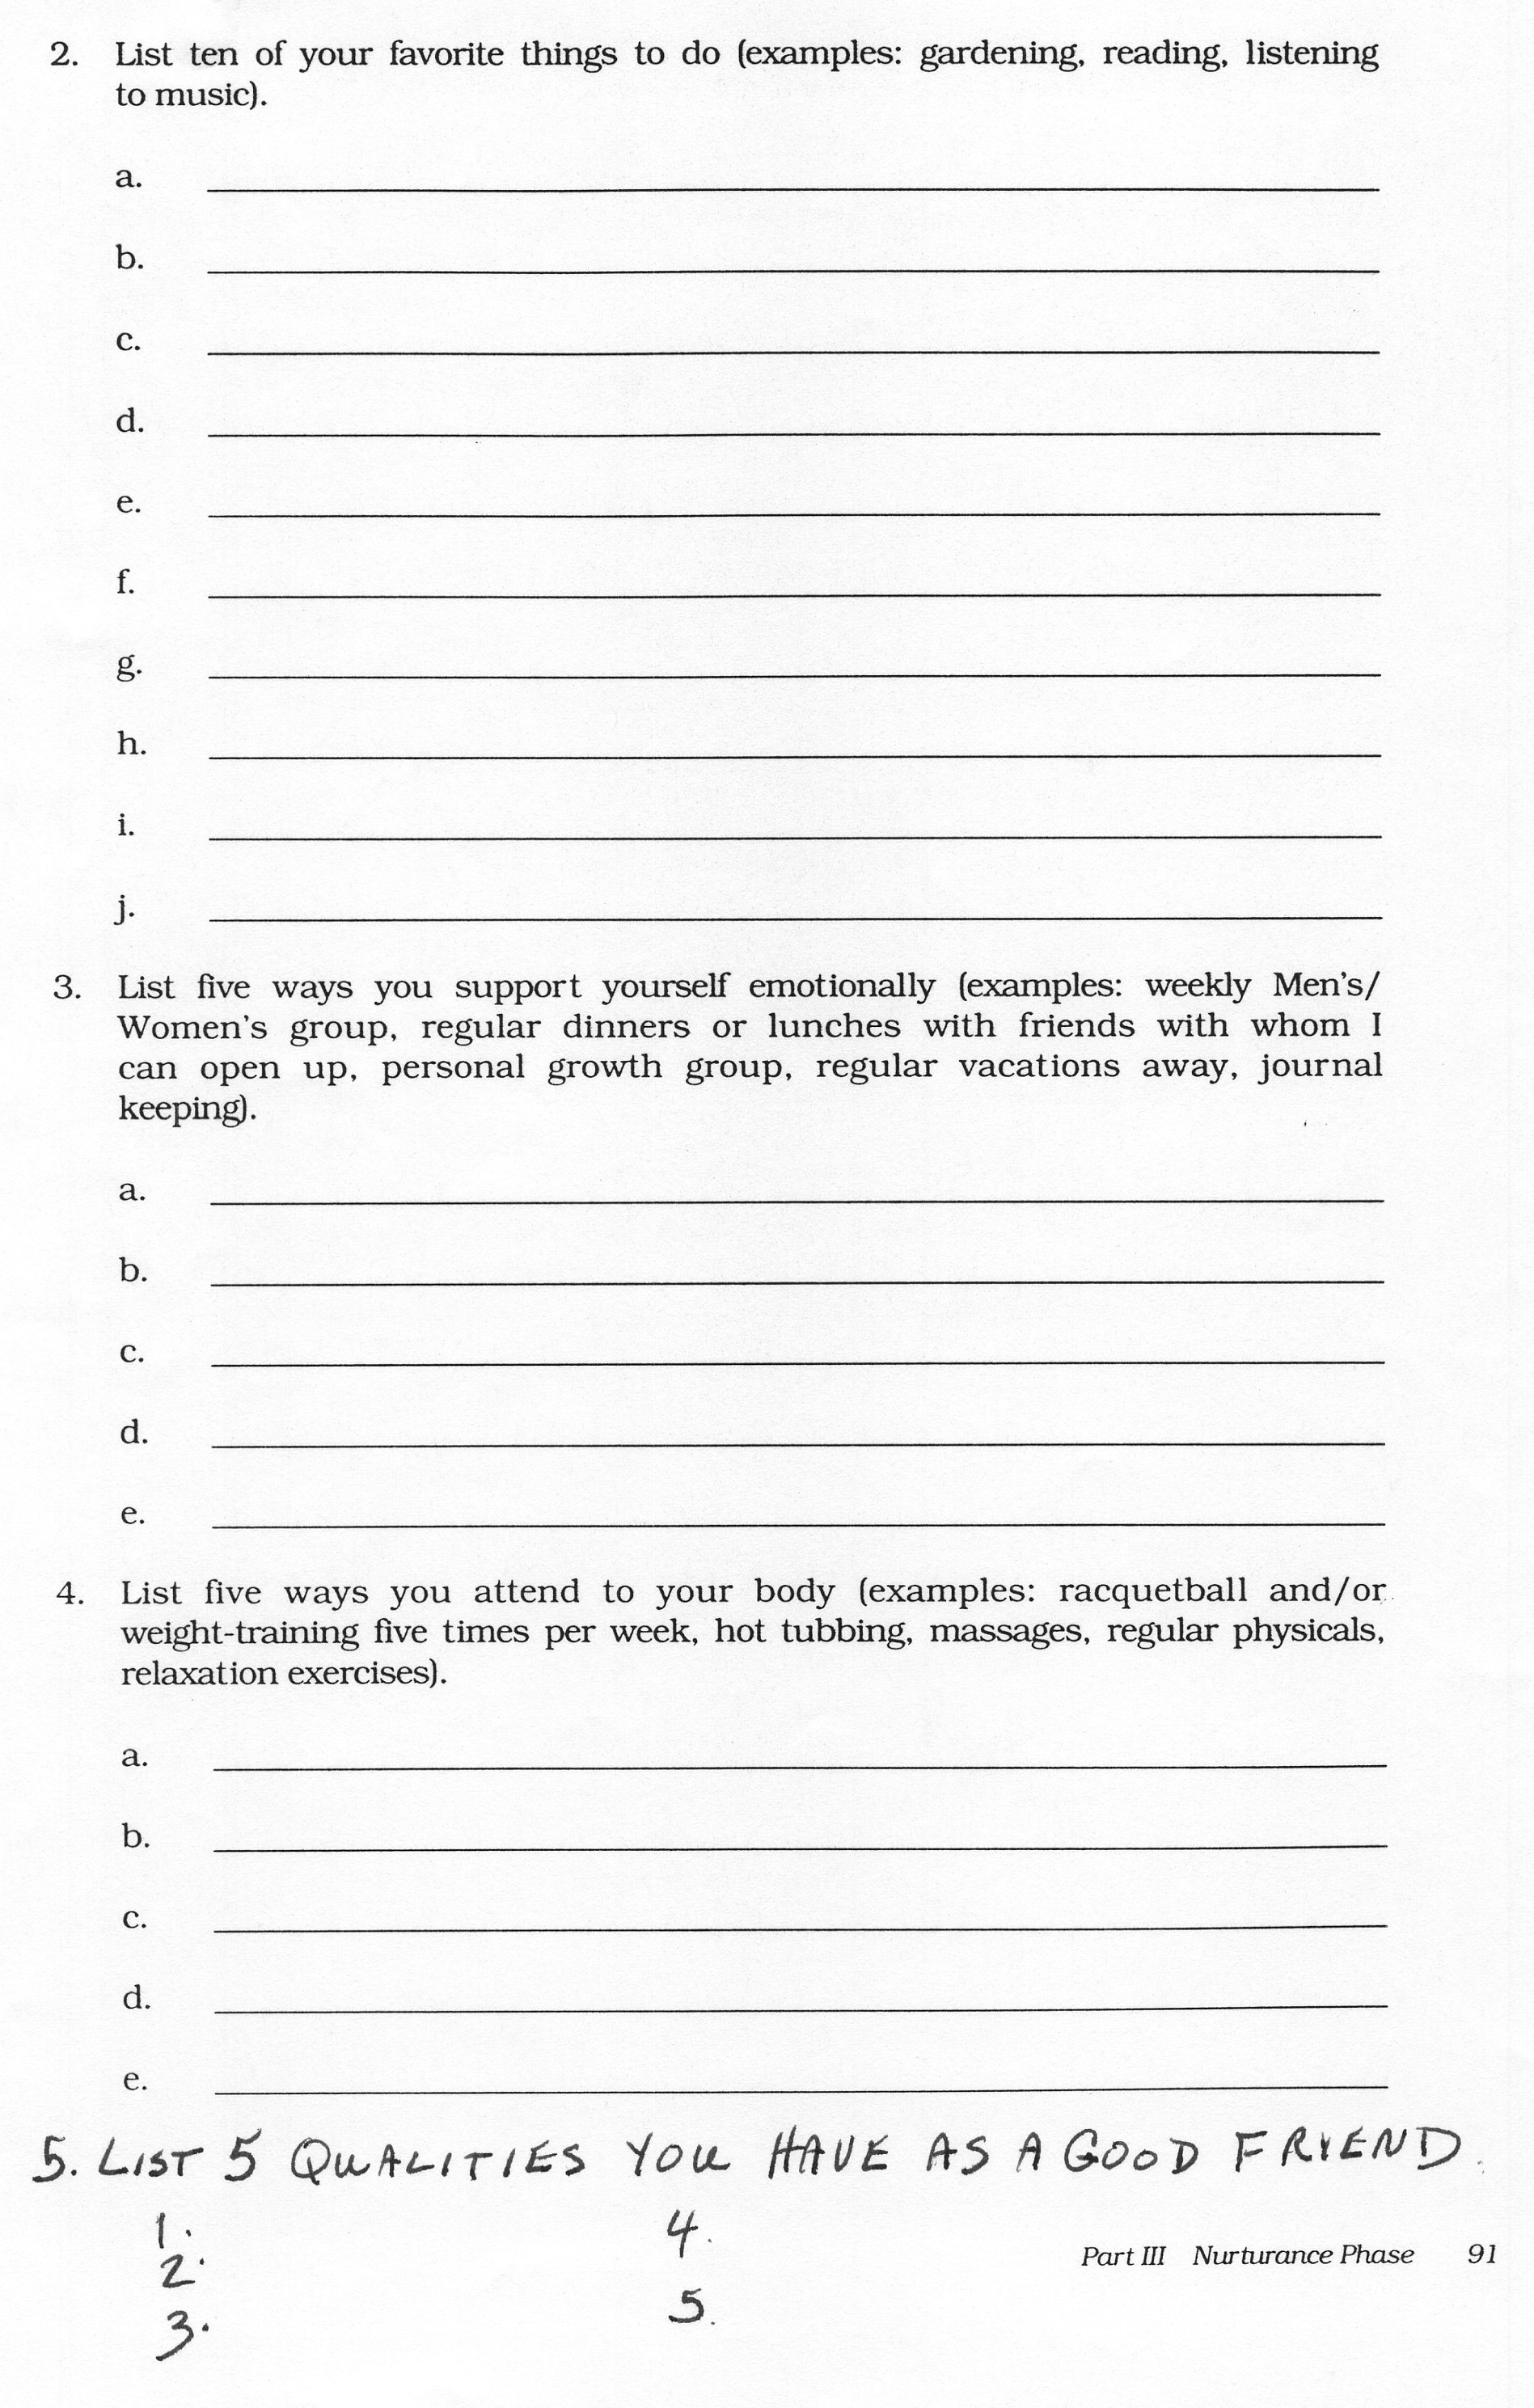 2. List ten of your favorite things to do (examples: gardening, reading, listening
to music).
a.
b.
c.
d.
e.
f.
g.
h.
i.
j.
3. List five ways you support yourself emotionally (examples: weekly Men's/
Women's group, regular dinners or lunches with friends with whom I
can open up, personal growth group, regular vacations away, journal
keeping).
a.
b.
c.
d.
e.
4. List five ways you attend to your body (examples: racquetball and/or
weight-training five times per week, hot tubbing, massages, regular physicals,
relaxation exercises).
a.
b.
c.
d.
e.
5. LIST 5 QUALITIES YOU HAVE AS A GOOD FRIEND.
1.
2.
3.
4.
5.
Part III Nurturance Phase 91